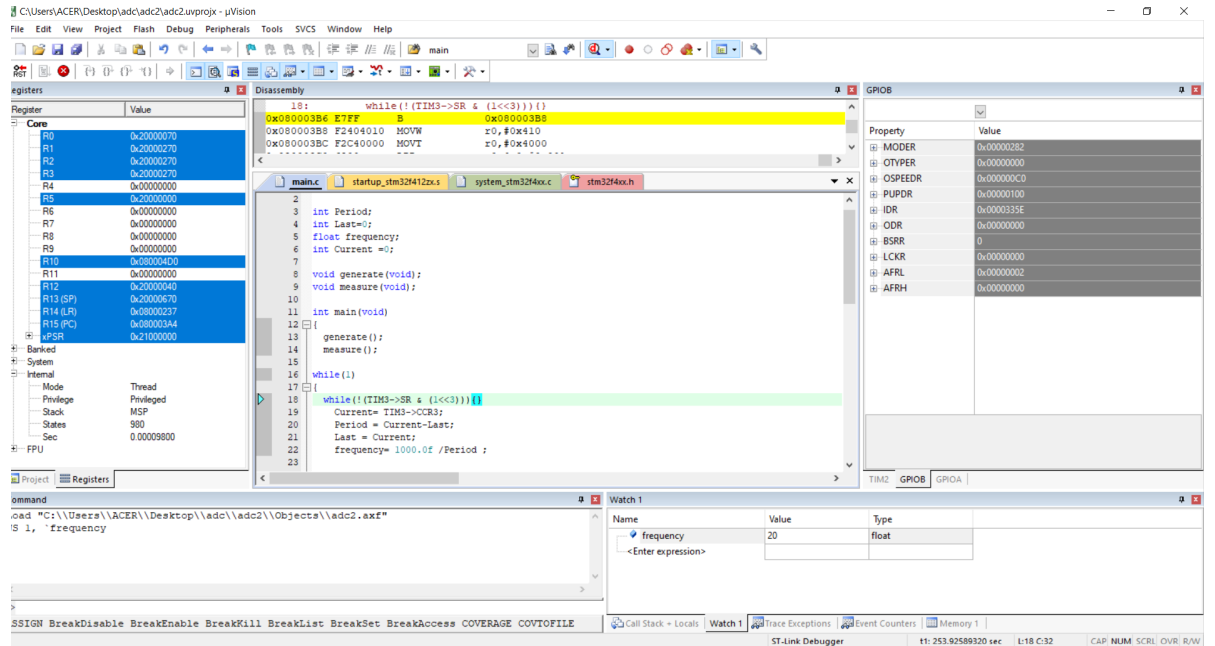 C:\Users\ACER\Desktop\adc\adc2\adc2.uvprojx - µVision
File Edit View Project Flash Debug Peripherals Tools SVCS Window Help
main
RST
egisters
Register Value
Core
R0 0x20000070
R1 0x20000270
R2 0x20000270
R3 0x20000270
R4 0x00000000
R5 0x20000000
R6 0x00000000
R7 0x00000000
R8 0x00000000
R9 0x00000000
R10 0x080004D0
R11 0x00000000
R12 0x20000040
R13 (SP) 0x20000670
R14 (LR) 0x08000237
R15 (PC) 0x080003A4
xPSR 0x21000000
Banked
System
Internal
Mode Thread
Privilege Privileged
Stack MSP
States 980
Sec 0.00009800
FPU
Project Registers
Disassembly
18: while(!(TIM3->SR & (1<<3))){}
0x080003B6 E7FF B 0x080003B8
0x080003B8 F2404010 MOVW r0,#0x410
0x080003BC F2C40000 MOVT r0,#0x4000
main.c startup_stm32f412zx.s system_stm32f4xx.c stm32f4xx.h
2
3 int Period;
4 int Last=0;
5 float frequency;
6 int Current =0;
7
8 void generate(void);
9 void measure(void);
10
11 int main(void)
12 {
13 generate();
14 measure();
15
16 while(1)
17 {
18 while(!(TIM3->SR & (1<<3))){}
19 Current= TIM3->CCR3;
20 Period = Current-Last;
21 Last = Current;
22 frequency= 1000.0f /Period ;
23
GPIOB
Property Value
MODER 0x00000282
OTYPER 0x00000000
OSPEEDR 0x000000C0
PUPDR 0x00000100
IDR 0x0000335E
ODR 0x00000000
BSRR 0
LCKR 0x00000000
AFRL 0x00000002
AFRH 0x00000000
TIM2 GPIOB GPIOA
ommand
oad "C:\\Users\\ACER\\Desktop\\adc\\adc2\\Objects\\adc2.axf"
S 1, `frequency
>
SSIGN BreakDisable BreakEnable BreakKill BreakList BreakSet BreakAccess COVERAGE COVTOFILE
Watch 1
Name Value Type
frequency 20 float
<Enter expression>
Call Stack + Locals Watch 1 Trace Exceptions Event Counters Memory 1
ST-Link Debugger t1: 253.92589320 sec L:18 C:32 CAP NUM SCRL OVR R/W